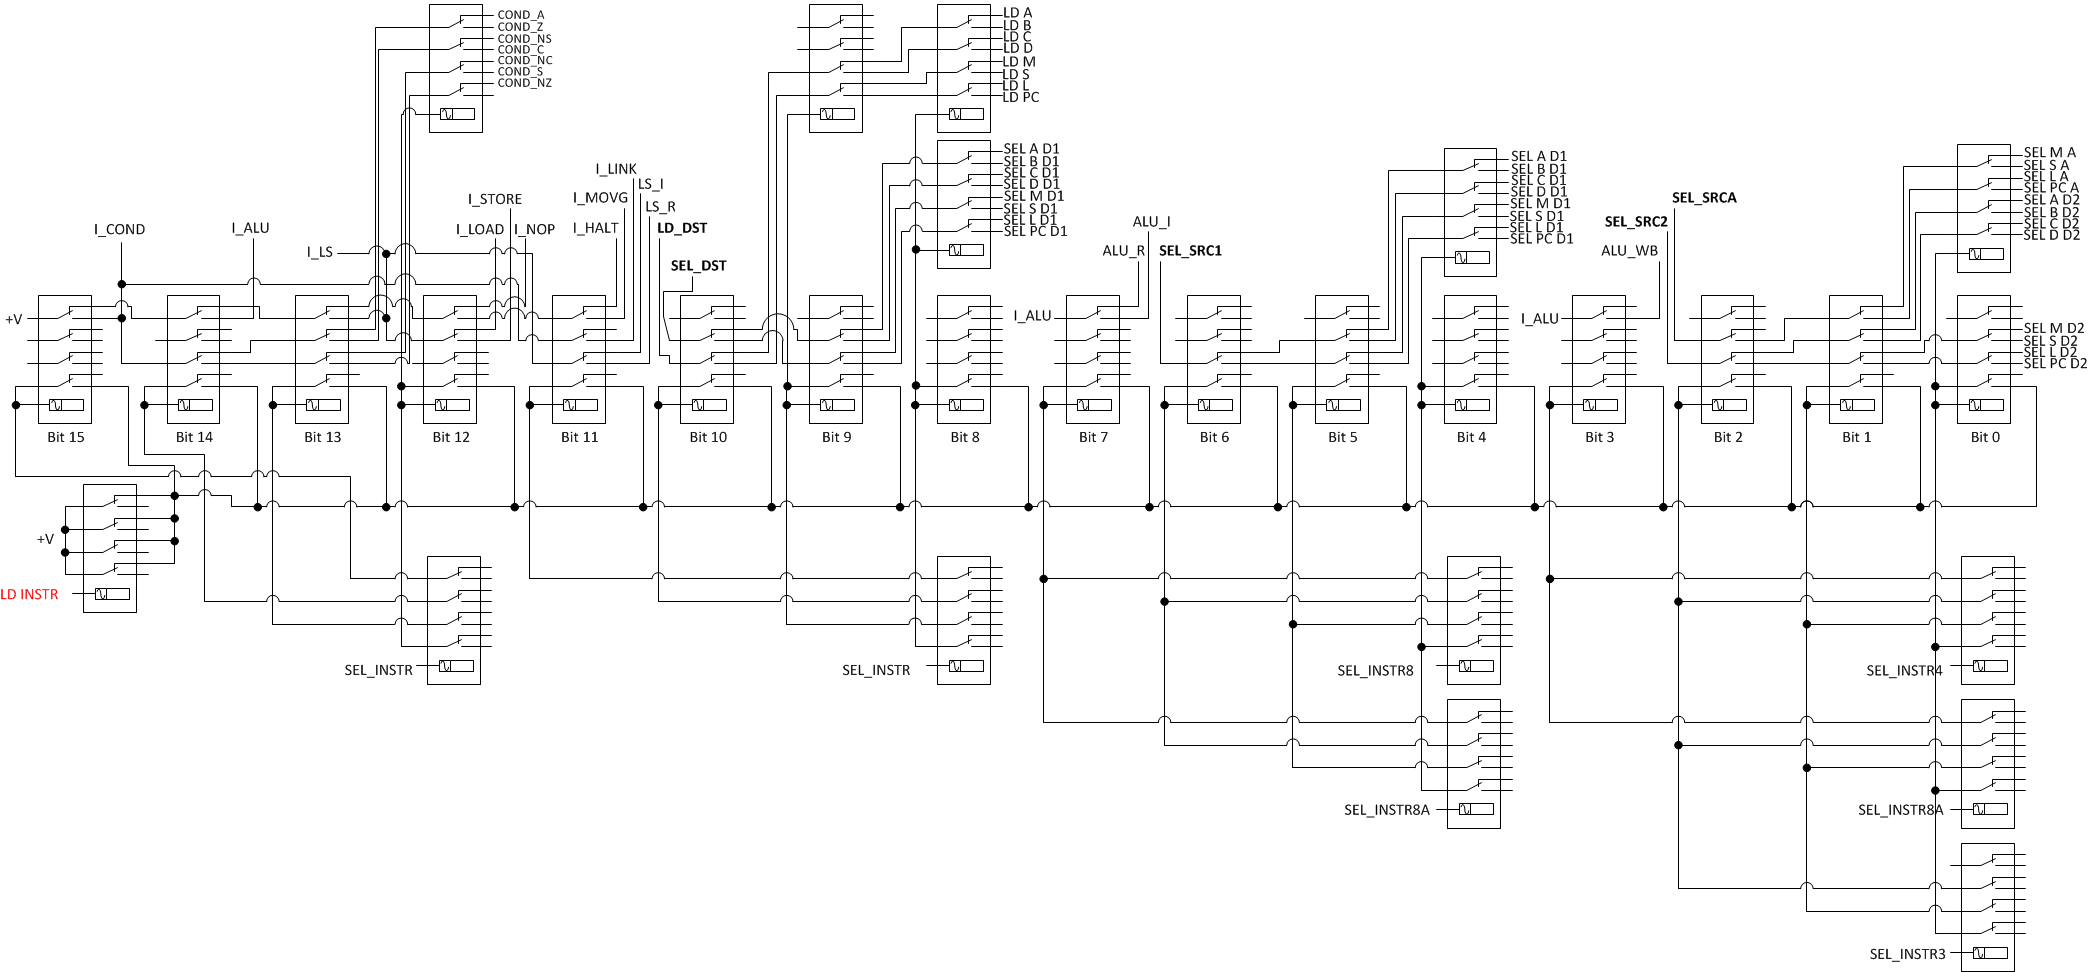 COND_A
COND_Z
COND_NS
COND_C
COND_NC
COND_S
COND_NZ
LD A
LD B
LD C
LD D
LD M
LD S
LD L
LD PC
SEL A D1
SEL B D1
SEL C D1
SEL D D1
SEL M D1
SEL S D1
SEL L D1
SEL PC D1
SEL A D1
SEL B D1
SEL C D1
SEL D D1
SEL M D1
SEL S D1
SEL L D1
SEL PC D1
SEL M A
SEL S A
SEL L A
SEL PC A
SEL A D2
SEL B D2
SEL C D2
SEL D D2
I_COND
I_ALU
I_LS
I_STORE
I_LOAD
I_NOP
I_LINK
LS_I
I_MOVG
LS_R
I_HALT
LD_DST
SEL_DST
ALU_I
ALU_R
SEL_SRC1
SEL_SRCA
SEL_SRC2
ALU_WB
+V
I_ALU
I_ALU
SEL M D2
SEL S D2
SEL L D2
SEL PC D2
Bit 15
Bit 14
Bit 13
Bit 12
Bit 11
Bit 10
Bit 9
Bit 8
Bit 7
Bit 6
Bit 5
Bit 4
Bit 3
Bit 2
Bit 1
Bit 0
+V
LD INSTR
SEL_INSTR
SEL_INSTR
SEL_INSTR8
SEL_INSTR4
SEL_INSTR8A
SEL_INSTR8A
SEL_INSTR3